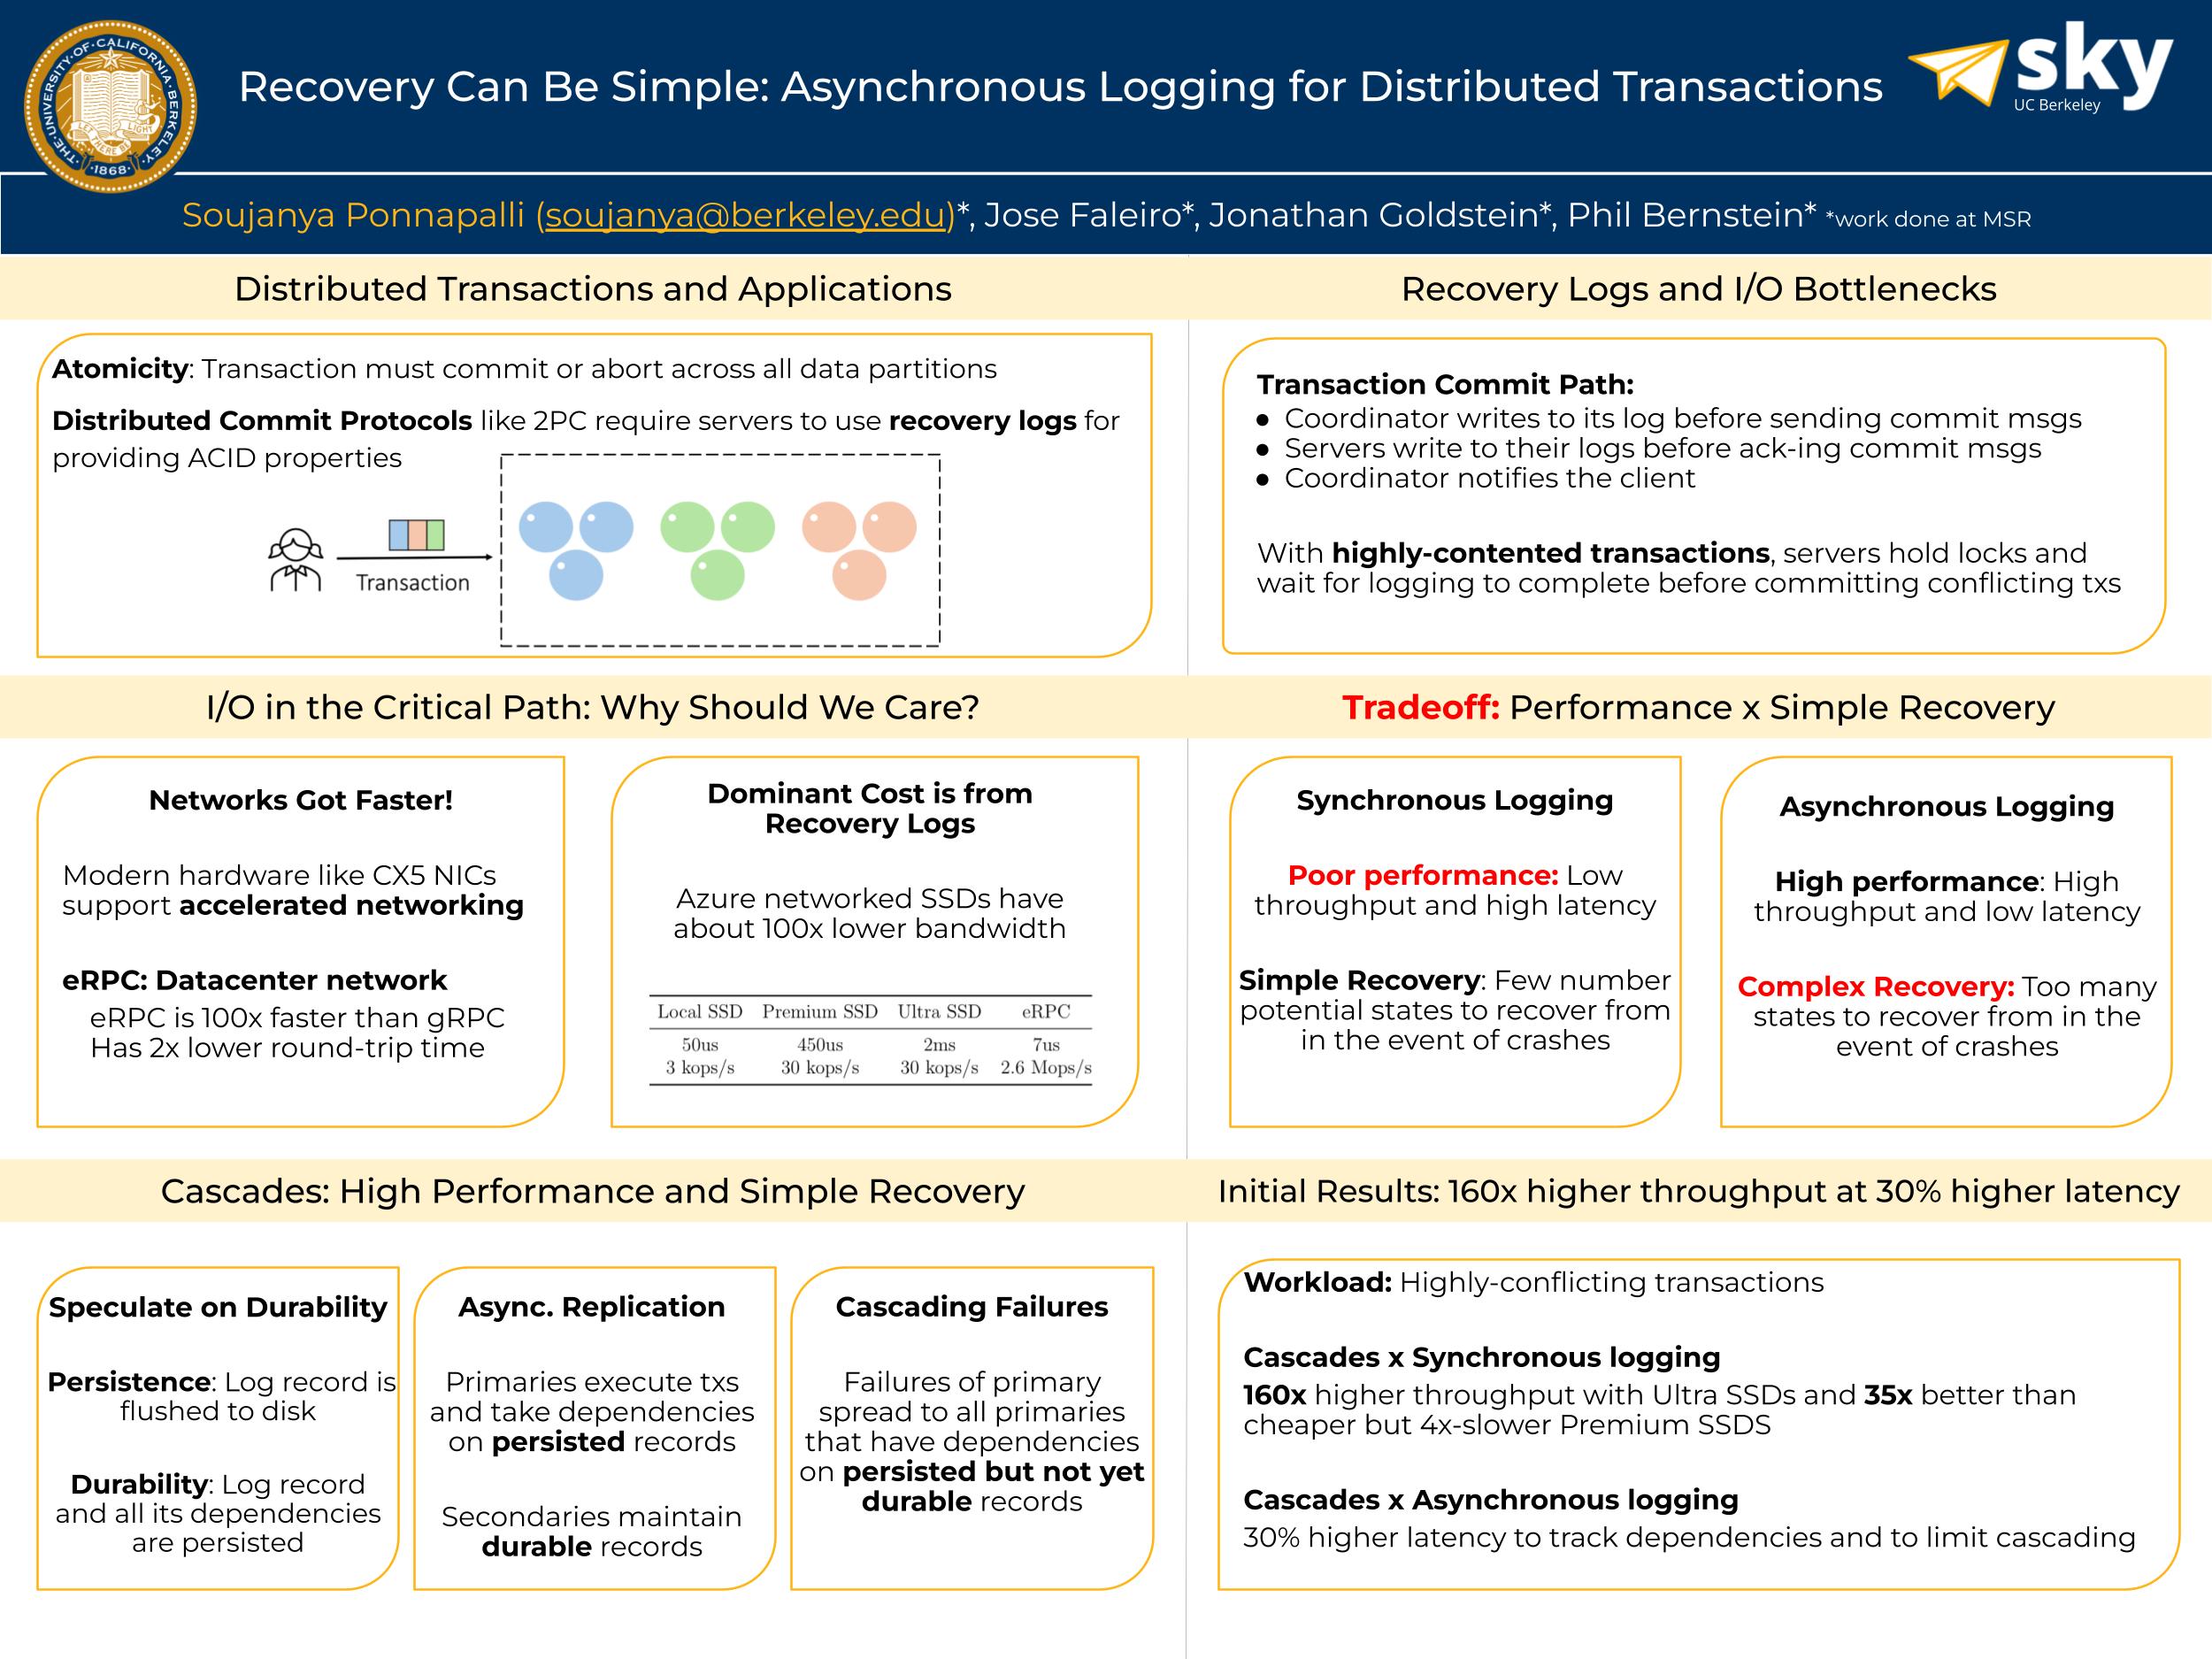 THE · UNIVERSITY · OF · CALIFORNIA · BERKELEY ·
LET THERE BE LIGHT
·1868·
Recovery Can Be Simple: Asynchronous Logging for Distributed Transactions
sky
UC Berkeley
Soujanya Ponnapalli (soujanya@berkeley.edu)*, Jose Faleiro*, Jonathan Goldstein*, Phil Bernstein* *work done at MSR
Distributed Transactions and Applications
Atomicity: Transaction must commit or abort across all data partitions
Distributed Commit Protocols like 2PC require servers to use recovery logs for
providing ACID properties
Transaction
Recovery Logs and I/O Bottlenecks
Transaction Commit Path:
● Coordinator writes to its log before sending commit msgs
● Servers write to their logs before ack-ing commit msgs
● Coordinator notifies the client
With highly-contented transactions, servers hold locks and
wait for logging to complete before committing conflicting txs
I/O in the Critical Path: Why Should We Care?
Networks Got Faster!
Modern hardware like CX5 NICs
support accelerated networking
eRPC: Datacenter network
eRPC is 100x faster than gRPC
Has 2x lower round-trip time
Dominant Cost is from
Recovery Logs
Azure networked SSDs have
about 100x lower bandwidth
Local SSD Premium SSD Ultra SSD eRPC
50us 450us 2ms 7us
3 kops/s 30 kops/s 30 kops/s 2.6 Mops/s
Tradeoff: Performance x Simple Recovery
Synchronous Logging
Poor performance: Low
throughput and high latency
Simple Recovery: Few number
potential states to recover from
in the event of crashes
Asynchronous Logging
High performance: High
throughput and low latency
Complex Recovery: Too many
states to recover from in the
event of crashes
Cascades: High Performance and Simple Recovery
Speculate on Durability
Persistence: Log record is
flushed to disk
Durability: Log record
and all its dependencies
are persisted
Async. Replication
Primaries execute txs
and take dependencies
on persisted records
Secondaries maintain
durable records
Cascading Failures
Failures of primary
spread to all primaries
that have dependencies
on persisted but not yet
durable records
Initial Results: 160x higher throughput at 30% higher latency
Workload: Highly-conflicting transactions
Cascades x Synchronous logging
160x higher throughput with Ultra SSDs and 35x better than
cheaper but 4x-slower Premium SSDS
Cascades x Asynchronous logging
30% higher latency to track dependencies and to limit cascading